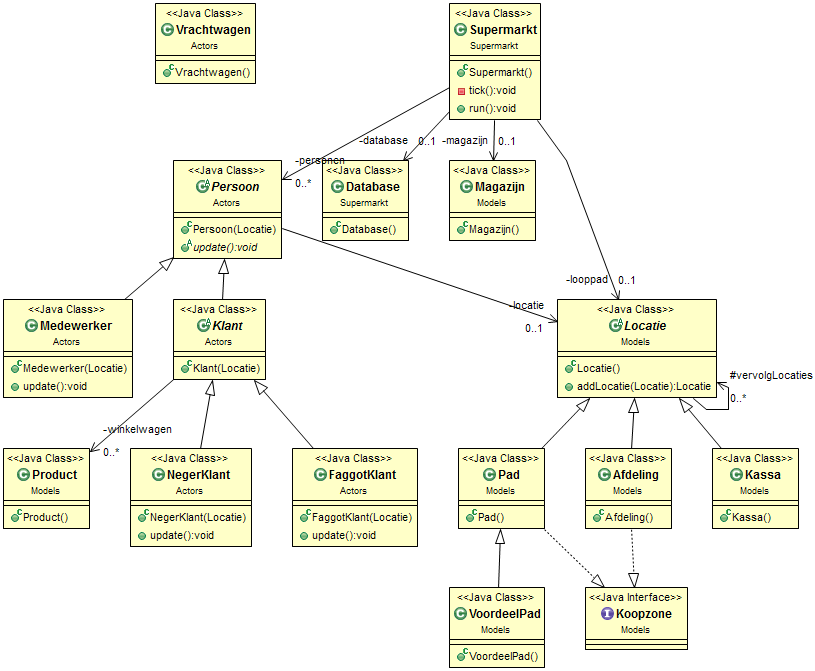 <<Java Class>>
Vrachtwagen
Actors
Vrachtwagen()
<<Java Class>>
Supermarkt
Supermarkt
Supermarkt()
tick():void
run():void
-personen
0..*
-database
0..1
-magazijn
0..1
-looppad
0..1
<<Java Class>>
Persoon
Actors
Persoon(Locatie)
update():void
<<Java Class>>
Database
Supermarkt
Database()
<<Java Class>>
Magazijn
Models
Magazijn()
-locatie
0..1
<<Java Class>>
Medewerker
Actors
Medewerker(Locatie)
update():void
<<Java Class>>
Klant
Actors
Klant(Locatie)
<<Java Class>>
Locatie
Models
Locatie()
addLocatie(Locatie):Locatie
#vervolgLocaties
0..*
-winkelwagen
0..*
<<Java Class>>
Product
Models
Product()
<<Java Class>>
NegerKlant
Actors
NegerKlant(Locatie)
update():void
<<Java Class>>
FaggotKlant
Actors
FaggotKlant(Locatie)
update():void
<<Java Class>>
Pad
Models
Pad()
<<Java Class>>
Afdeling
Models
Afdeling()
<<Java Class>>
Kassa
Models
Kassa()
<<Java Class>>
VoordeelPad
Models
VoordeelPad()
<<Java Interface>>
Koopzone
Models